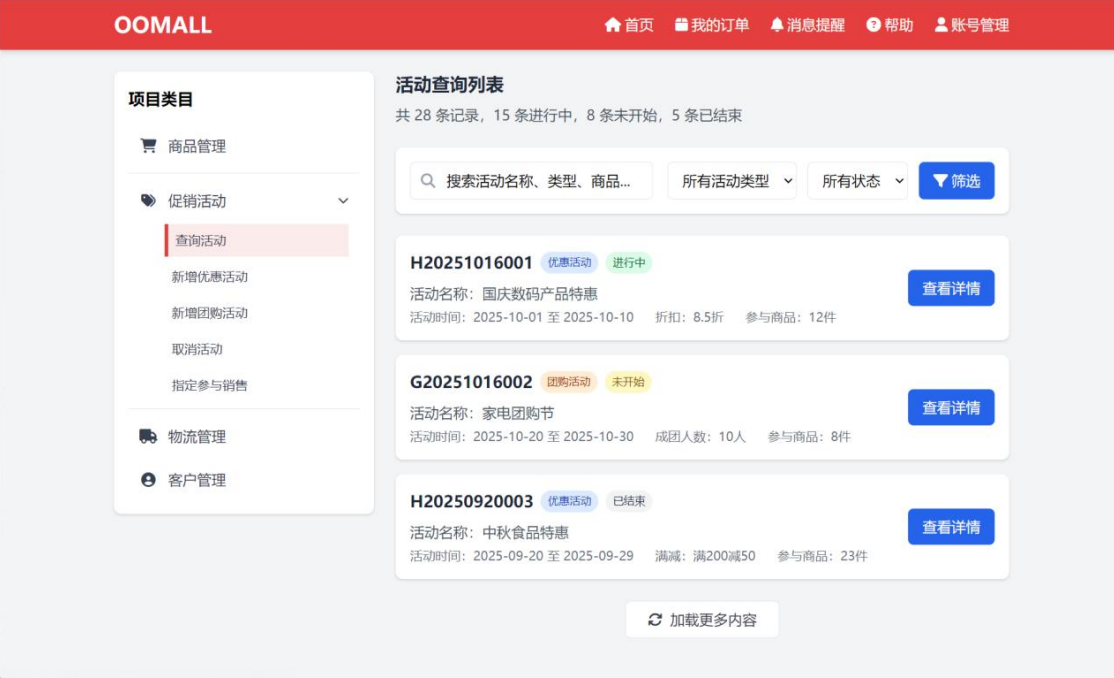 OOMALL
首页 我的订单 消息提醒 帮助 账号管理
项目类目
商品管理
促销活动
查询活动
新增优惠活动
新增团购活动
取消活动
指定参与销售
物流管理
客户管理
活动查询列表
共 28 条记录，15 条进行中，8 条未开始，5 条已结束
搜索活动名称、类型、商品... 所有活动类型 所有状态 筛选
H20251016001 优惠活动 进行中
活动名称：国庆数码产品特惠
活动时间：2025-10-01 至 2025-10-10 折扣：8.5折 参与商品：12件
查看详情
G20251016002 团购活动 未开始
活动名称：家电团购节
活动时间：2025-10-20 至 2025-10-30 成团人数：10人 参与商品：8件
查看详情
H20250920003 优惠活动 已结束
活动名称：中秋食品特惠
活动时间：2025-09-20 至 2025-09-29 满减：满200减50 参与商品：23件
查看详情
加载更多内容